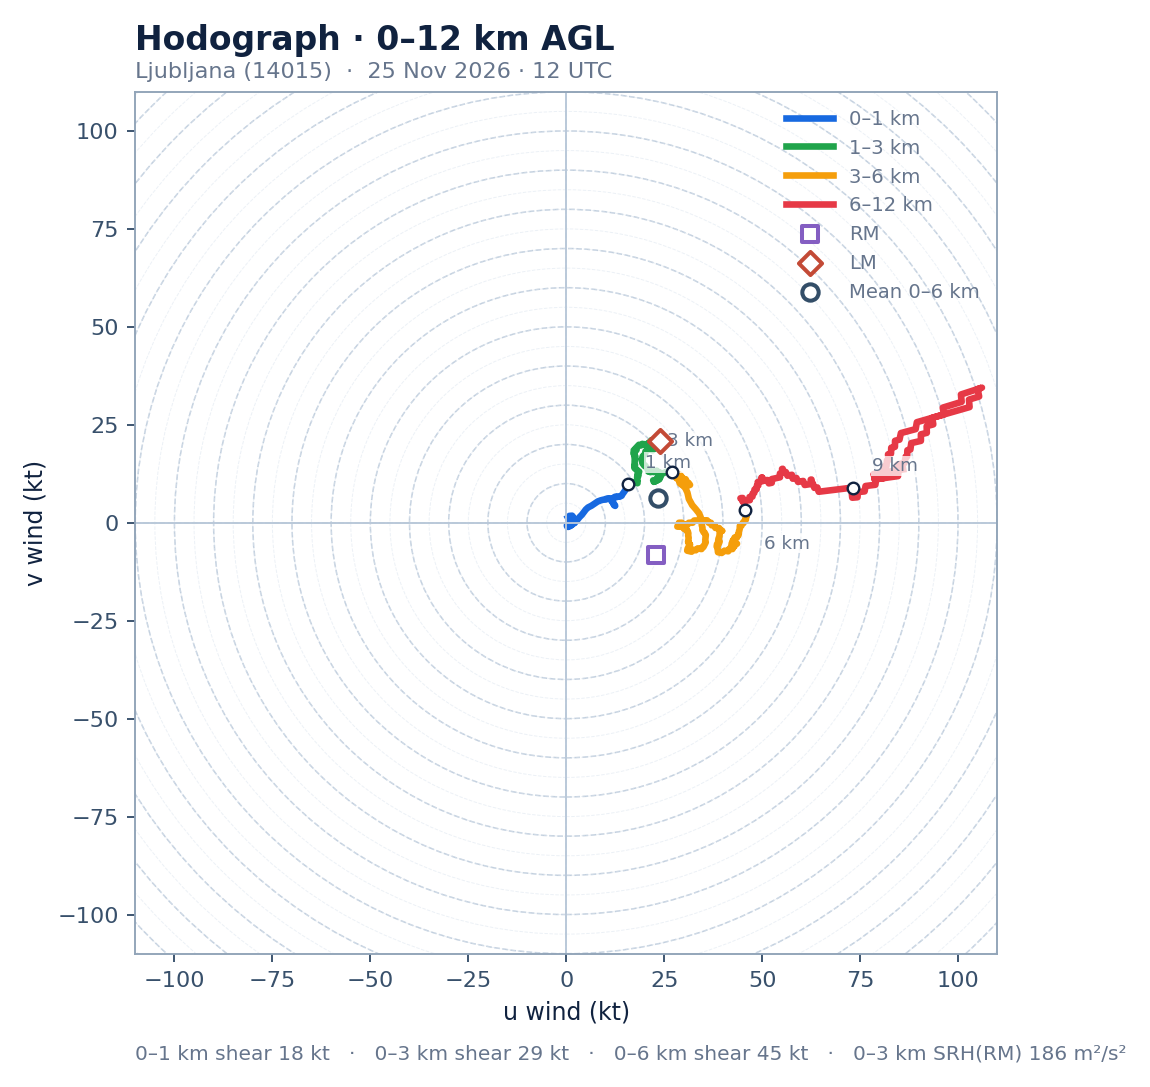 Hodograph · 0–12 km AGL
Ljubljana (14015) · 25 Nov 2026 · 12 UTC
0–1 km
1–3 km
3–6 km
6–12 km
RM
LM
Mean 0–6 km
100
75
50
25
0
−25
−50
−75
−100
v wind (kt)
3 km
1 km
9 km
6 km
−100 −75 −50 −25 0 25 50 75 100
u wind (kt)
0–1 km shear 18 kt · 0–3 km shear 29 kt · 0–6 km shear 45 kt · 0–3 km SRH(RM) 186 m²/s²